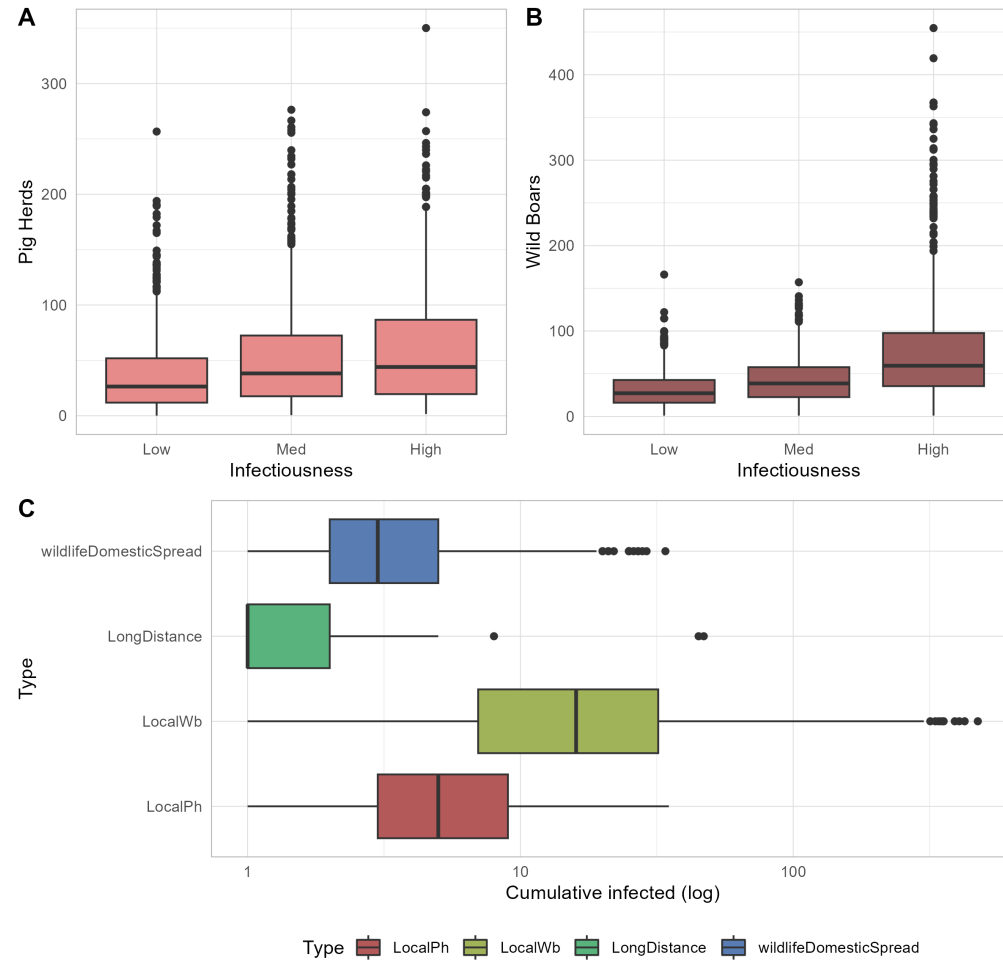 A
Pig Herds
300
200
100
0
Low Med High
Infectiousness
B
Wild Boars
400
300
200
100
0
Low Med High
Infectiousness
C
Type
wildlifeDomesticSpread
LongDistance
LocalWb
LocalPh
1 10 100
Cumulative infected (log)
Type LocalPh LocalWb LongDistance wildlifeDomesticSpread